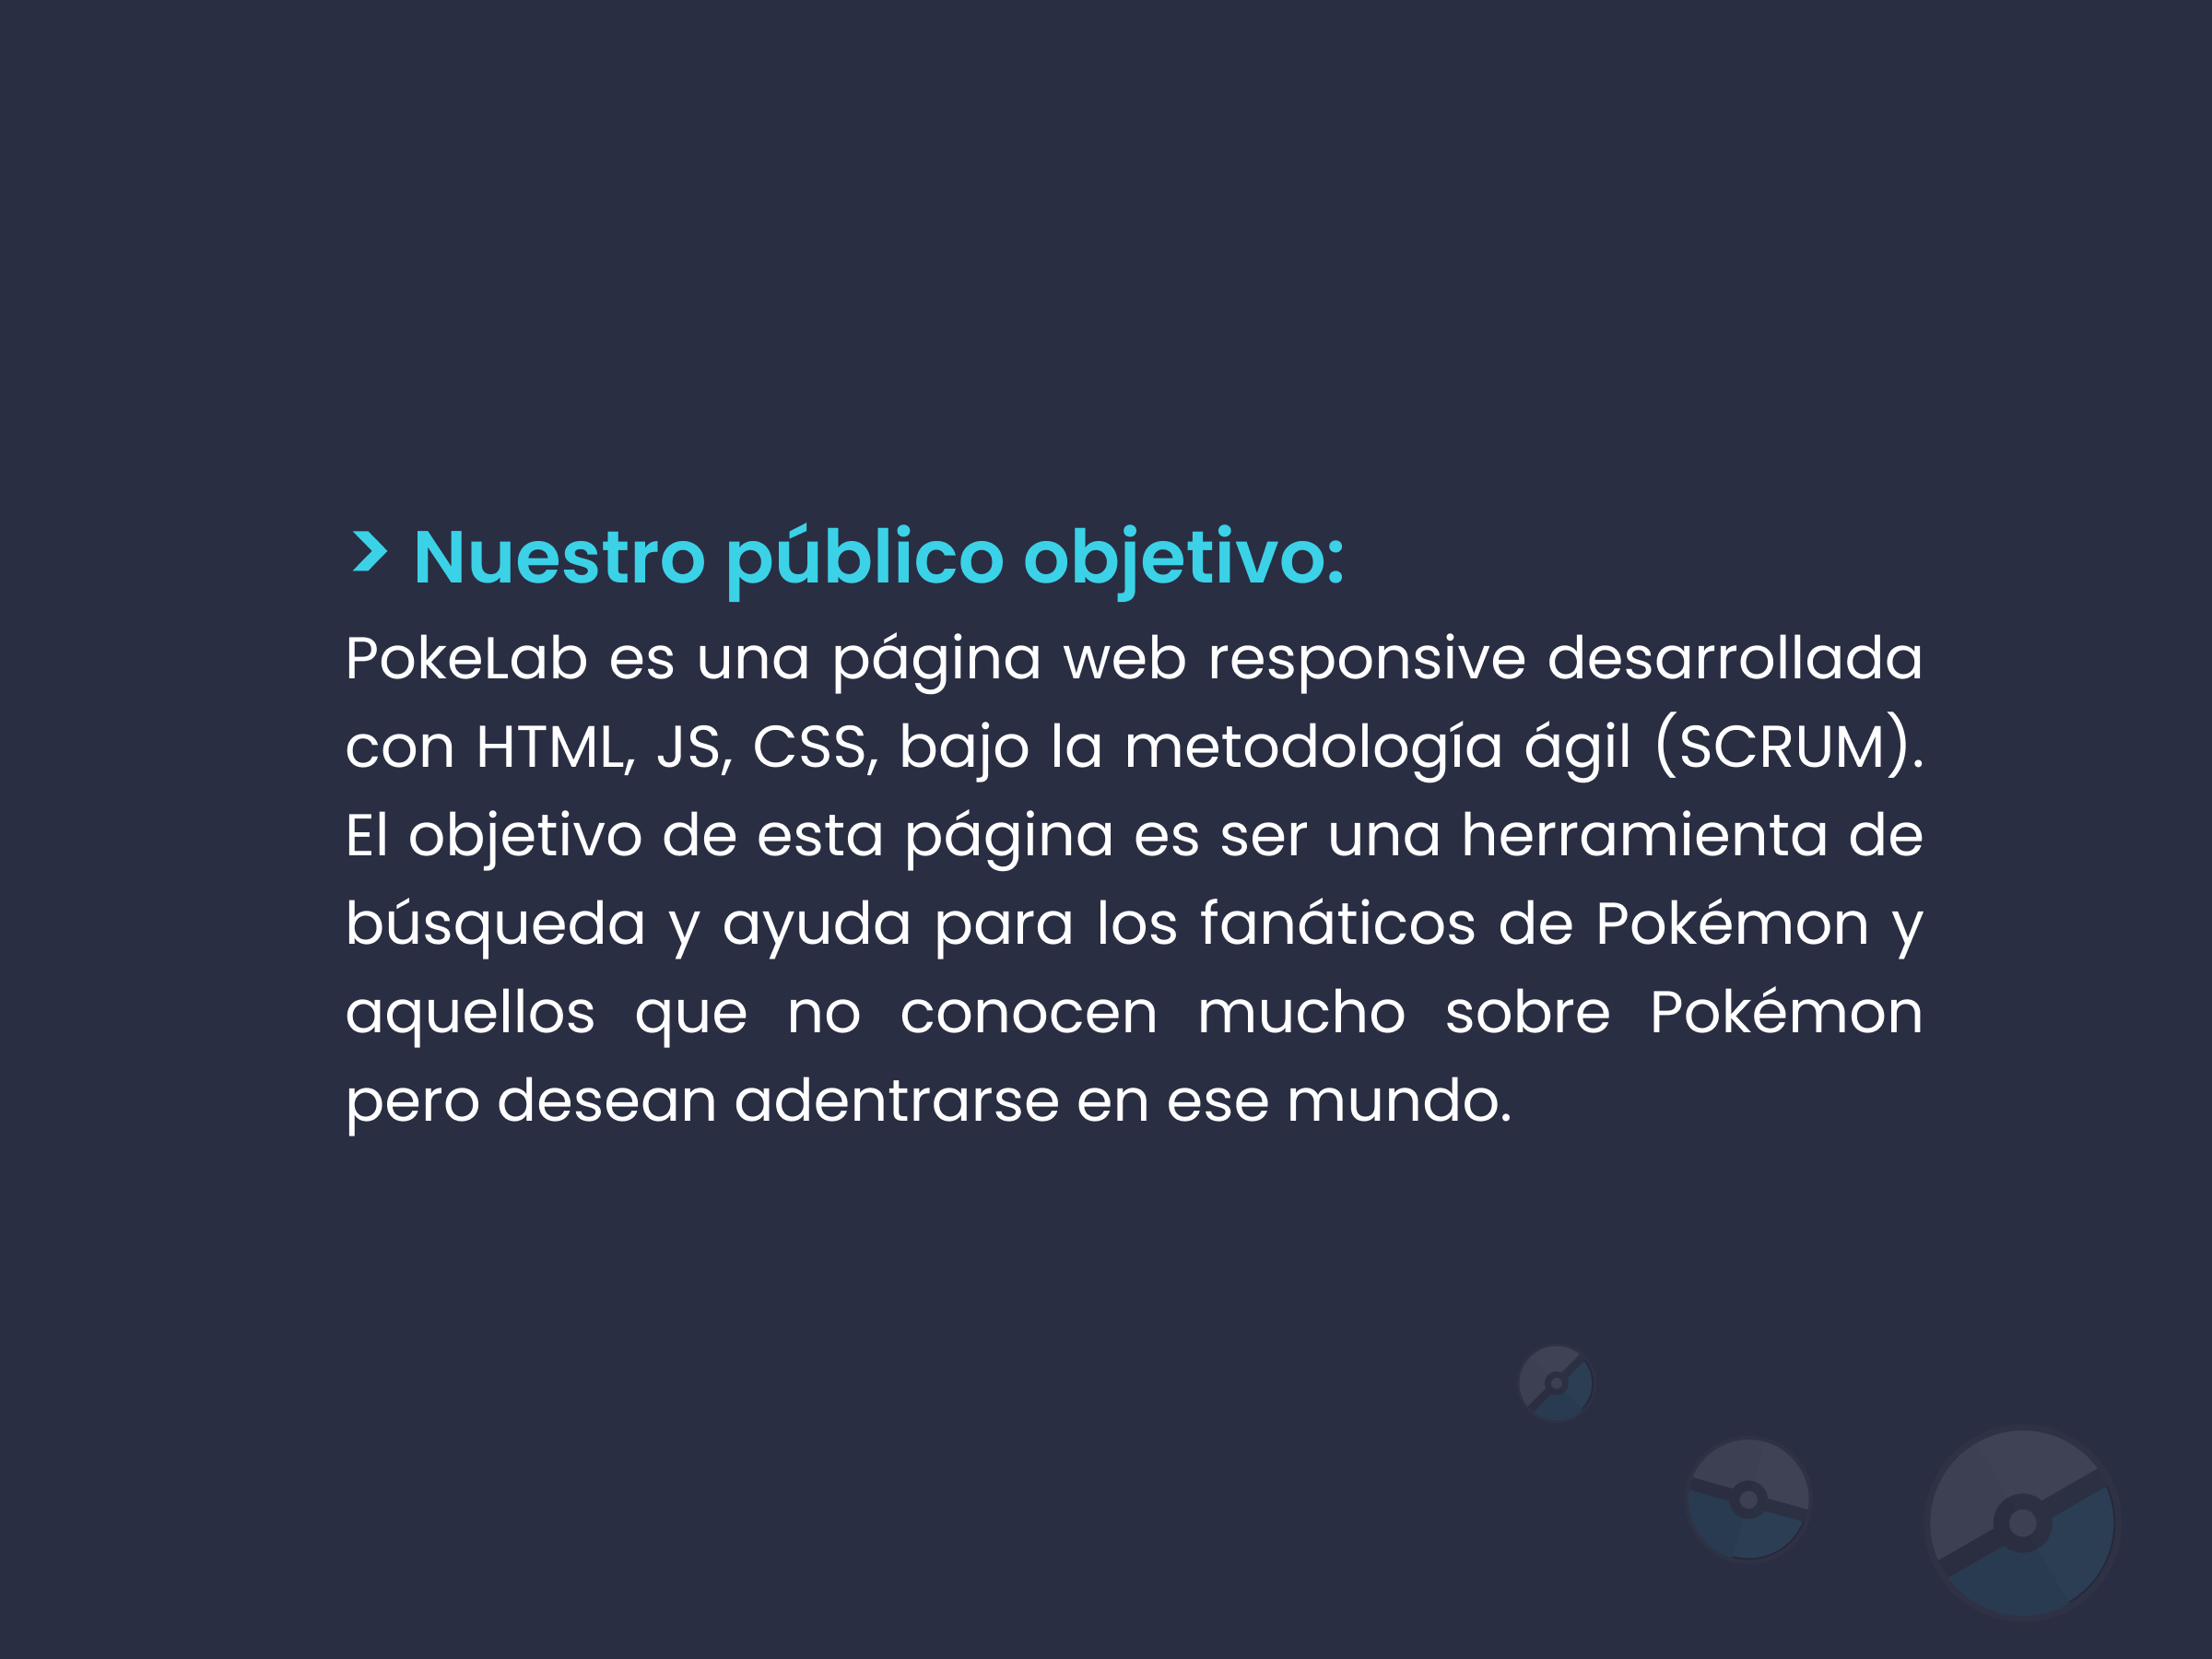 > Nuestro público objetivo:
PokeLab es una página web responsive desarrollada
con HTML, JS, CSS, bajo la metodología ágil (SCRUM).
El objetivo de esta página es ser una herramienta de
búsqueda y ayuda para los fanáticos de Pokémon y
aquellos que no conocen mucho sobre Pokémon
pero desean adentrarse en ese mundo.